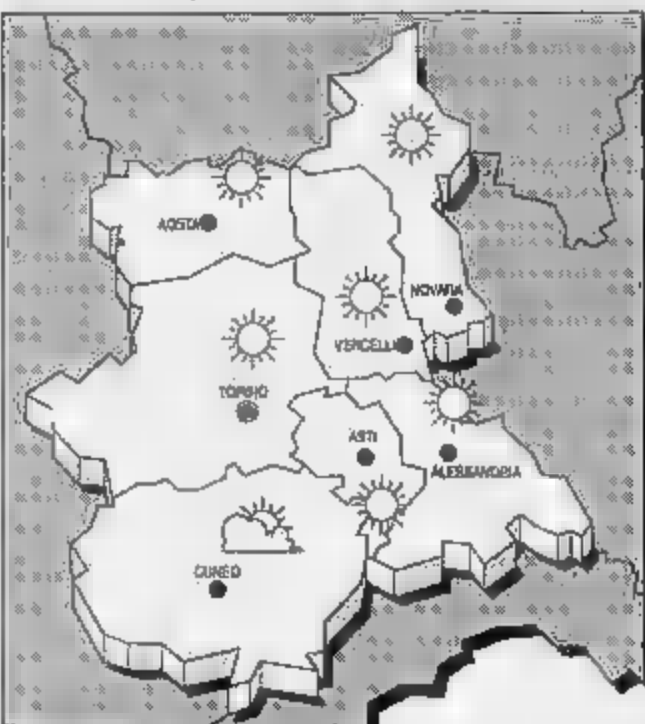 AOSTA
NOVARA
VERCELLI
TORINO
ASTI
ALESSANDRIA
CUNEO